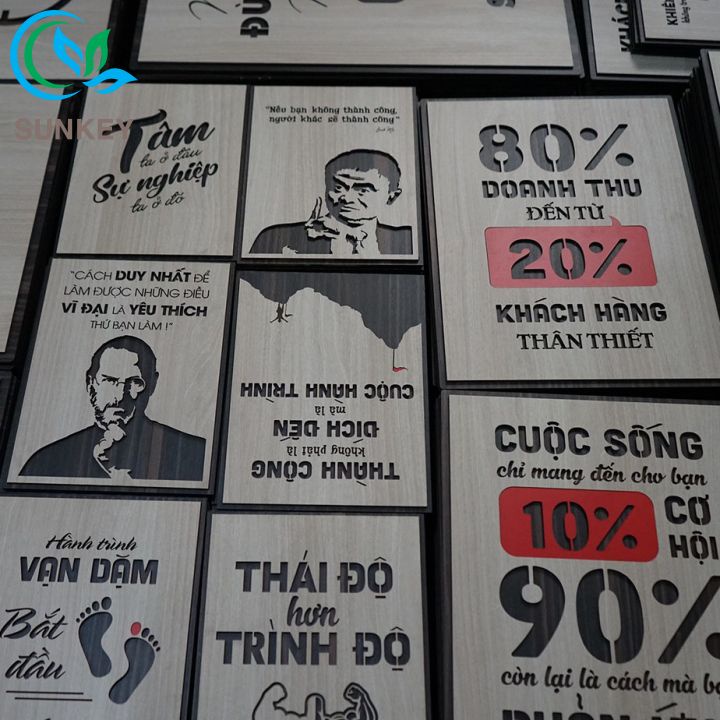 SUNKEY
Tâm
ta ở đâu
Sự nghiệp
ta ở đó
"Nếu bạn không thành công,
người khác sẽ thành công"
80%
DOANH THU
ĐẾN TỪ
20%
KHÁCH HÀNG
THÂN THIẾT
"CÁCH DUY NHẤT ĐỂ
LÀM ĐƯỢC NHỮNG ĐIỀU
VĨ ĐẠI LÀ YÊU THÍCH
THỨ BẠN LÀM !"
THÀNH CÔNG
không phải là
ĐÍCH ĐẾN
mà là
CUỘC HÀNH TRÌNH
CUỘC SỐNG
chỉ mang đến cho bạn
10% CƠ
HỘI
90%
còn lại là cách mà
Hành trình
VẠN DẶM
Bắt
đầu
THÁI ĐỘ
hơn
TRÌNH ĐỘ
KHÁCH